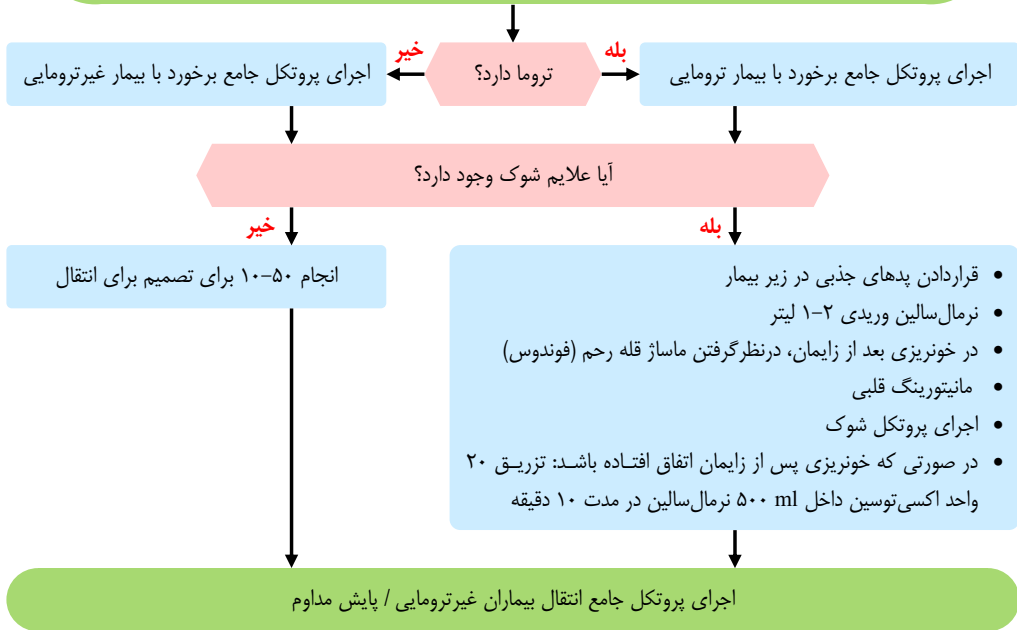 بله
خیر
اجرای پروتکل جامع برخورد با بیمار ترومایی
تروما دارد؟
اجرای پروتکل جامع برخورد با بیمار غیرترومایی
آیا علایم شوک وجود دارد؟
بله
خیر
• قراردادن پدهای جذبی در زیر بیمار
• نرمال‌سالین وریدی ۲–۱ لیتر
• در خونریزی بعد از زایمان، درنظرگرفتن ماساژ قله رحم (فوندوس)
• مانیتورینگ قلبی
• اجرای پروتکل شوک
• در صورتی که خونریزی پس از زایمان اتفاق افتـاده باشـد: تزریـق ۲۰
واحد اکسی‌توسین داخل ml ۵۰۰ نرمال‌سالین در مدت ۱۰ دقیقه
انجام ۵۰–۱۰ برای تصمیم برای انتقال
اجرای پروتکل جامع انتقال بیماران غیرترومایی / پایش مداوم